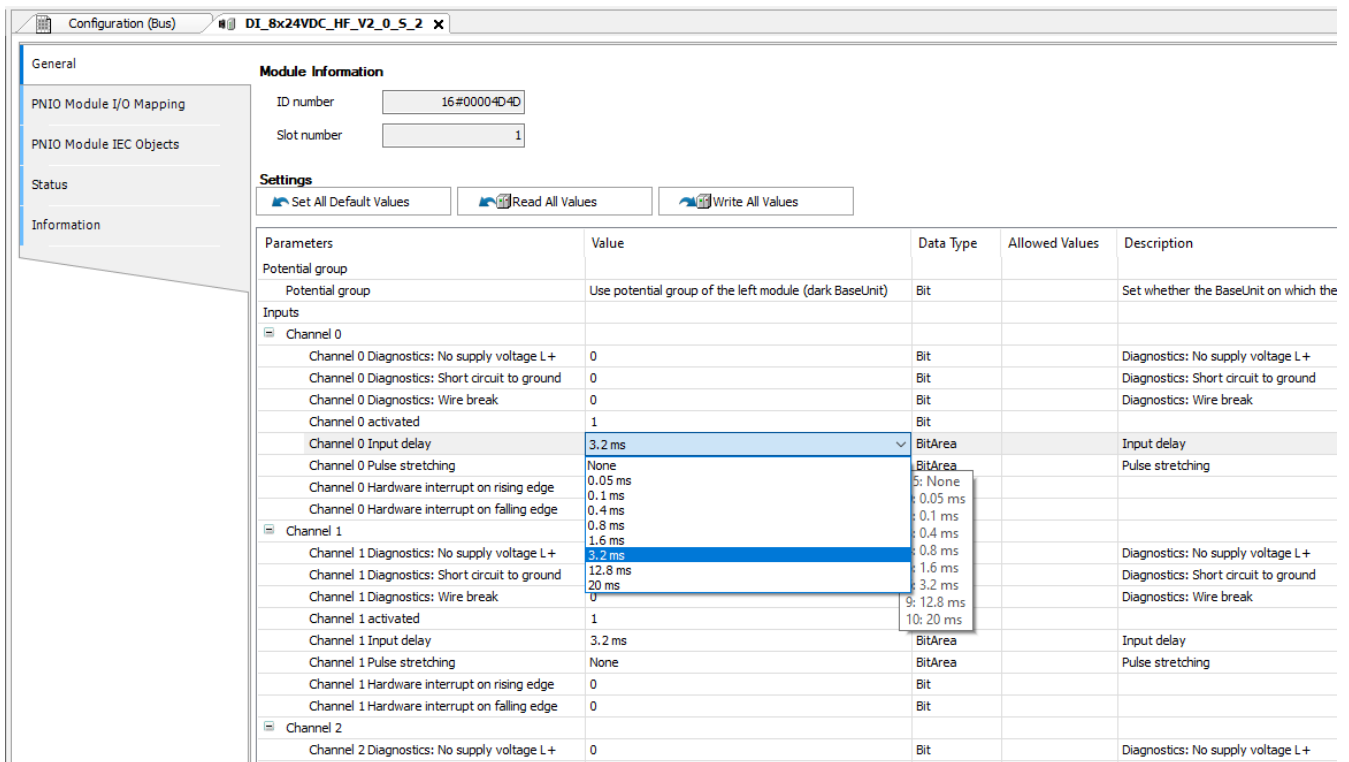 Configuration (Bus) DI_8x24VDC_HF_V2_0_S_2 x
General
PNIO Module I/O Mapping
PNIO Module IEC Objects
Status
Information
Module Information
ID number 16#00004D4D
Slot number 1
Settings
Set All Default Values Read All Values Write All Values
Parameters Value Data Type Allowed Values Description
Potential group
Potential group Use potential group of the left module (dark BaseUnit) Bit Set whether the BaseUnit on which the
Inputs
Channel 0
Channel 0 Diagnostics: No supply voltage L+ 0 Bit Diagnostics: No supply voltage L+
Channel 0 Diagnostics: Short circuit to ground 0 Bit Diagnostics: Short circuit to ground
Channel 0 Diagnostics: Wire break 0 Bit Diagnostics: Wire break
Channel 0 activated 1 Bit
Channel 0 Input delay 3.2 ms BitArea Input delay
Channel 0 Pulse stretching BitArea Pulse stretching
Channel 0 Hardware interrupt on rising edge
Channel 0 Hardware interrupt on falling edge
None
0.05 ms
0.1 ms
0.4 ms
0.8 ms
1.6 ms
3.2 ms
12.8 ms
20 ms
5: None
: 0.05 ms
: 0.1 ms
: 0.4 ms
: 0.8 ms
: 1.6 ms
: 3.2 ms
9: 12.8 ms
10: 20 ms
Channel 1
Channel 1 Diagnostics: No supply voltage L+ Diagnostics: No supply voltage L+
Channel 1 Diagnostics: Short circuit to ground Diagnostics: Short circuit to ground
Channel 1 Diagnostics: Wire break 0 Diagnostics: Wire break
Channel 1 activated 1
Channel 1 Input delay 3.2 ms BitArea Input delay
Channel 1 Pulse stretching None BitArea Pulse stretching
Channel 1 Hardware interrupt on rising edge 0 Bit
Channel 1 Hardware interrupt on falling edge 0 Bit
Channel 2
Channel 2 Diagnostics: No supply voltage L+ 0 Bit Diagnostics: No supply voltage L+